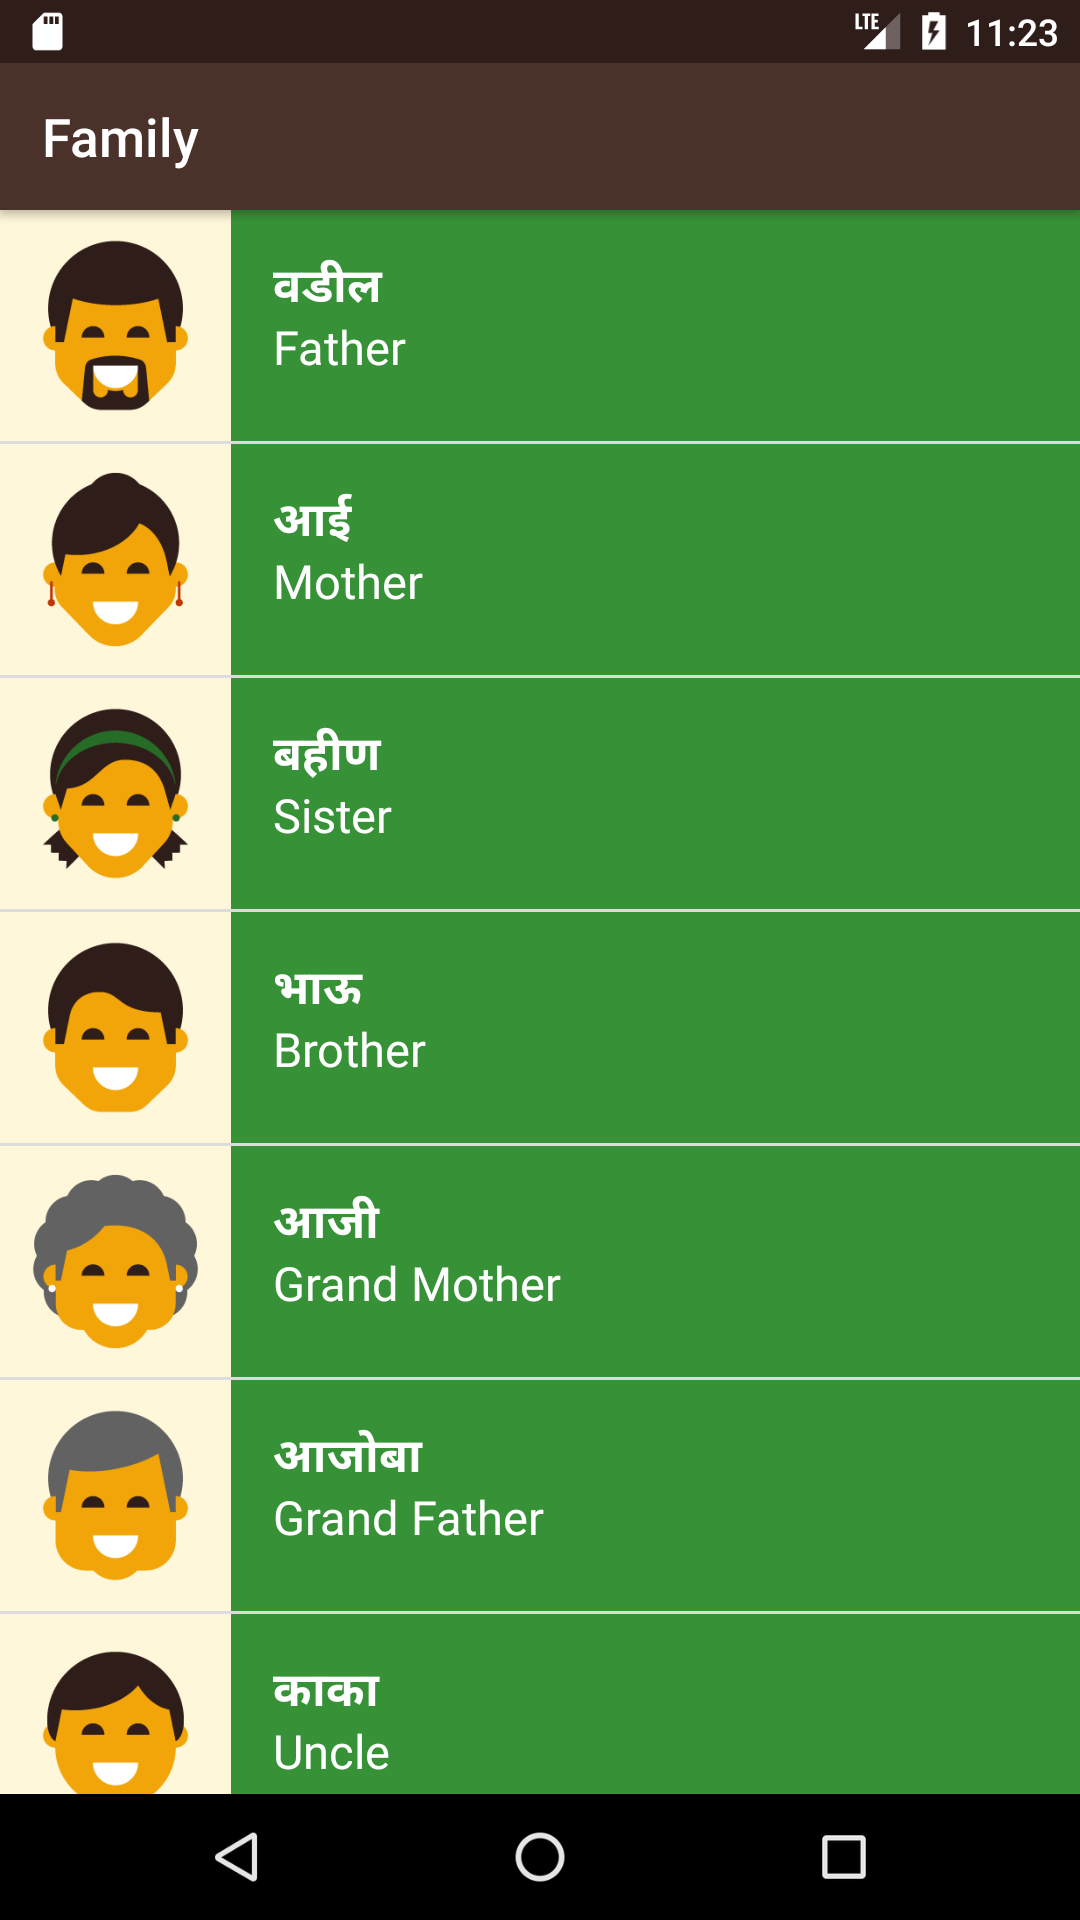 LTE 11:23
Family
वडील
Father
आई
Mother
बहीण
Sister
भाऊ
Brother
आजी
Grand Mother
आजोबा
Grand Father
काका
Uncle